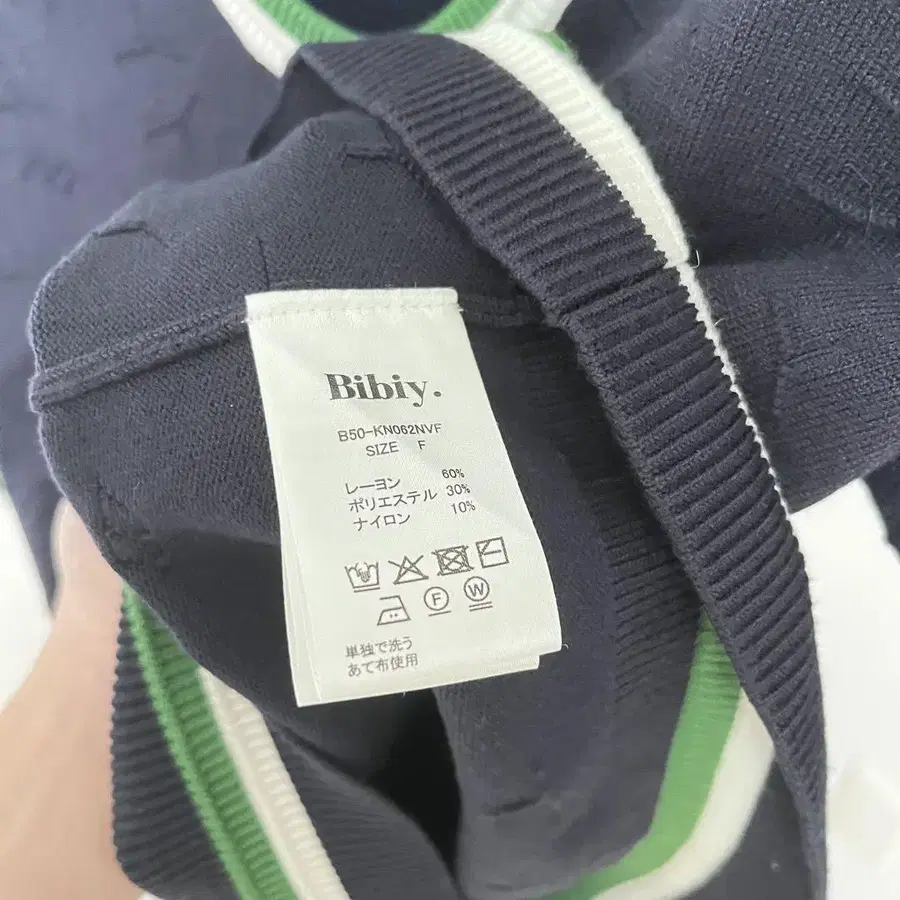 Bibiy.
B50-KN062NVF
SIZE F
レーヨン 60%
ポリエステル 30%
ナイロン 10%
F W
単独で洗う
あて布使用